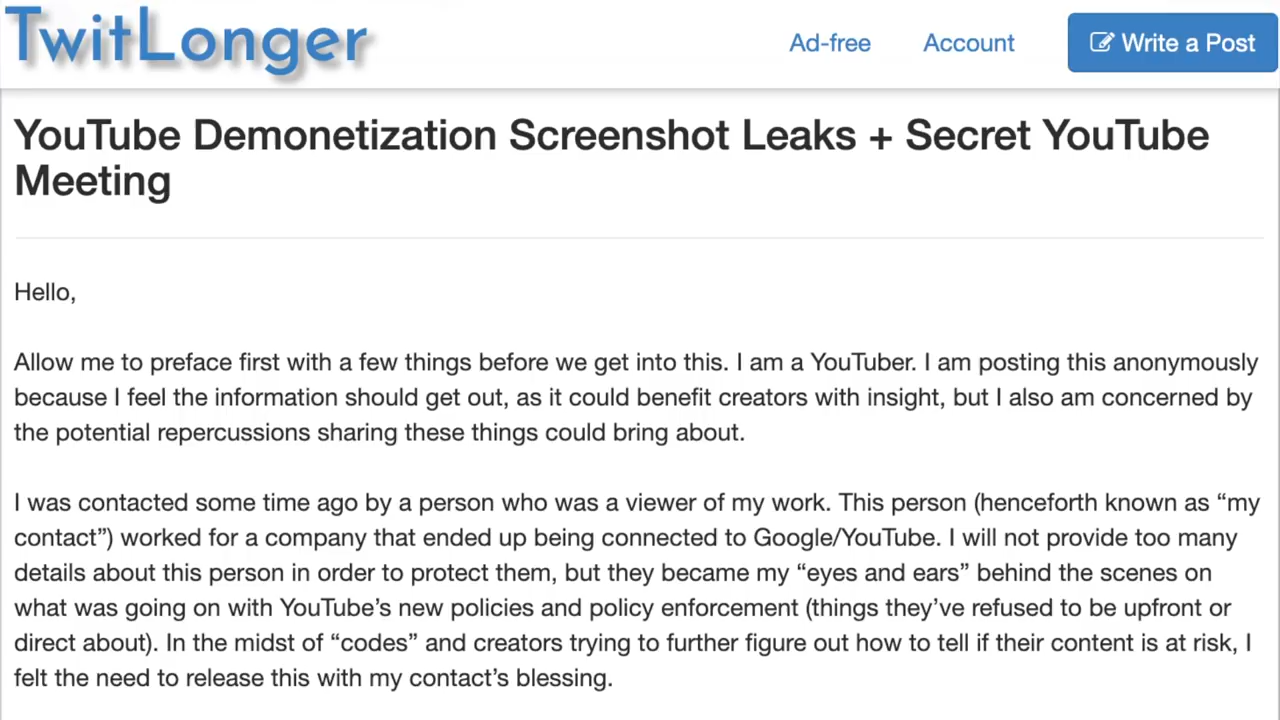 TwitLonger
Ad-free
Account
Write a Post
YouTube Demonetization Screenshot Leaks + Secret YouTube
Meeting
Hello,
Allow me to preface first with a few things before we get into this. I am a YouTuber. I am posting this anonymously
because I feel the information should get out, as it could benefit creators with insight, but I also am concerned by
the potential repercussions sharing these things could bring about.
I was contacted some time ago by a person who was a viewer of my work. This person (henceforth known as “my
contact”) worked for a company that ended up being connected to Google/YouTube. I will not provide too many
details about this person in order to protect them, but they became my “eyes and ears” behind the scenes on
what was going on with YouTube’s new policies and policy enforcement (things they’ve refused to be upfront or
direct about). In the midst of “codes” and creators trying to further figure out how to tell if their content is at risk, I
felt the need to release this with my contact’s blessing.